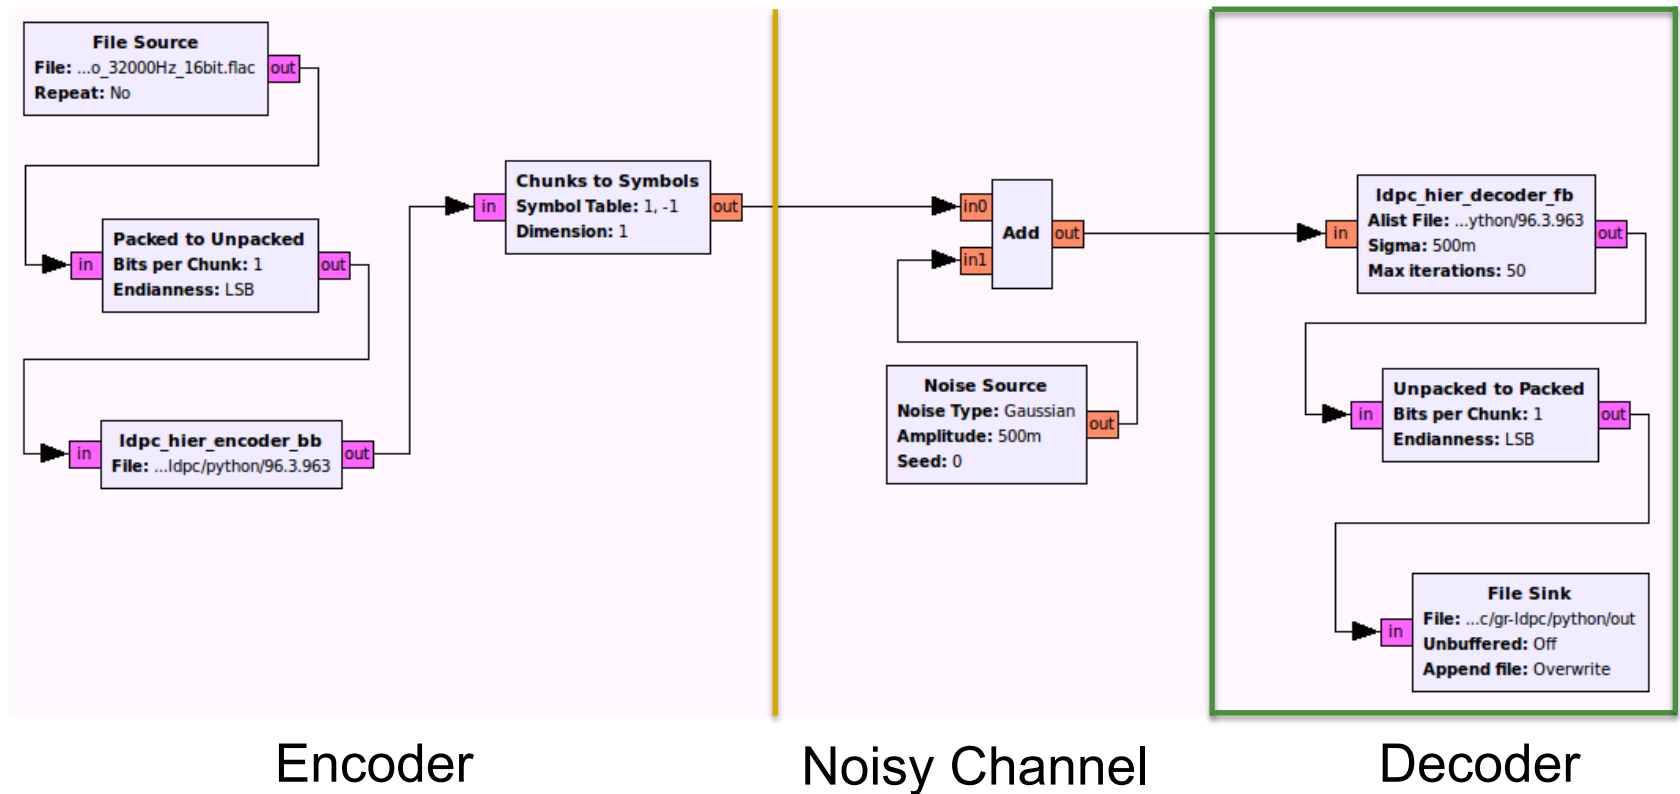 File Source
File: ...o_32000Hz_16bit.flac
Repeat: No
out
in
Packed to Unpacked
Bits per Chunk: 1
Endianness: LSB
out
in
ldpc_hier_encoder_bb
File: ...ldpc/python/96.3.963
out
in
Chunks to Symbols
Symbol Table: 1, -1
Dimension: 1
out
in0
in1
Add
out
Noise Source
Noise Type: Gaussian
Amplitude: 500m
Seed: 0
out
in
ldpc_hier_decoder_fb
Alist File: ...ython/96.3.963
Sigma: 500m
Max iterations: 50
out
in
Unpacked to Packed
Bits per Chunk: 1
Endianness: LSB
out
in
File Sink
File: ...c/gr-ldpc/python/out
Unbuffered: Off
Append file: Overwrite
Encoder
Noisy Channel
Decoder